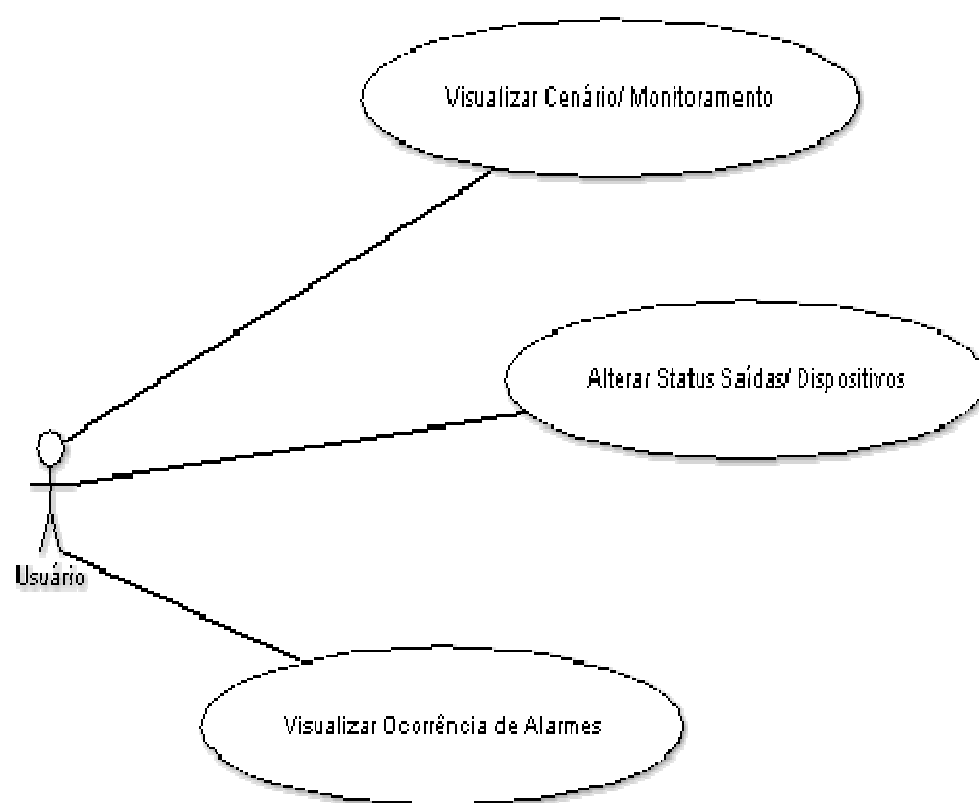 Visualizar Cenário/ Monitoramento
Alterar Status Saídas/ Dispositivos
Usuário
Visualizar Ocorrência de Alarmes